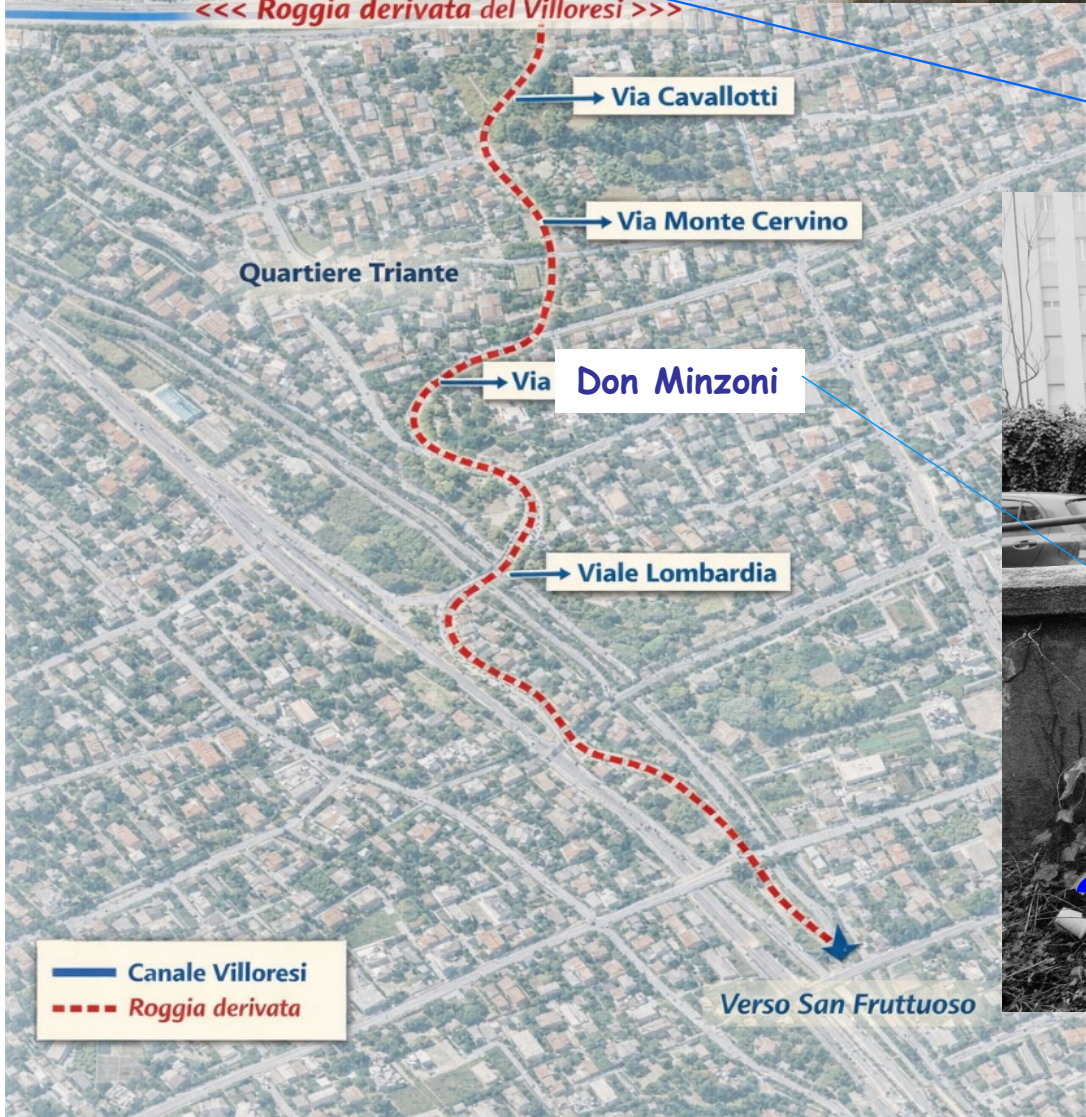 <<< Roggia derivata del Villoresi >>>
Via Cavallotti
Via Monte Cervino
Quartiere Triante
Via Don Minzoni
Viale Lombardia
Canale Villoresi
Roggia derivata
Verso San Fruttuoso